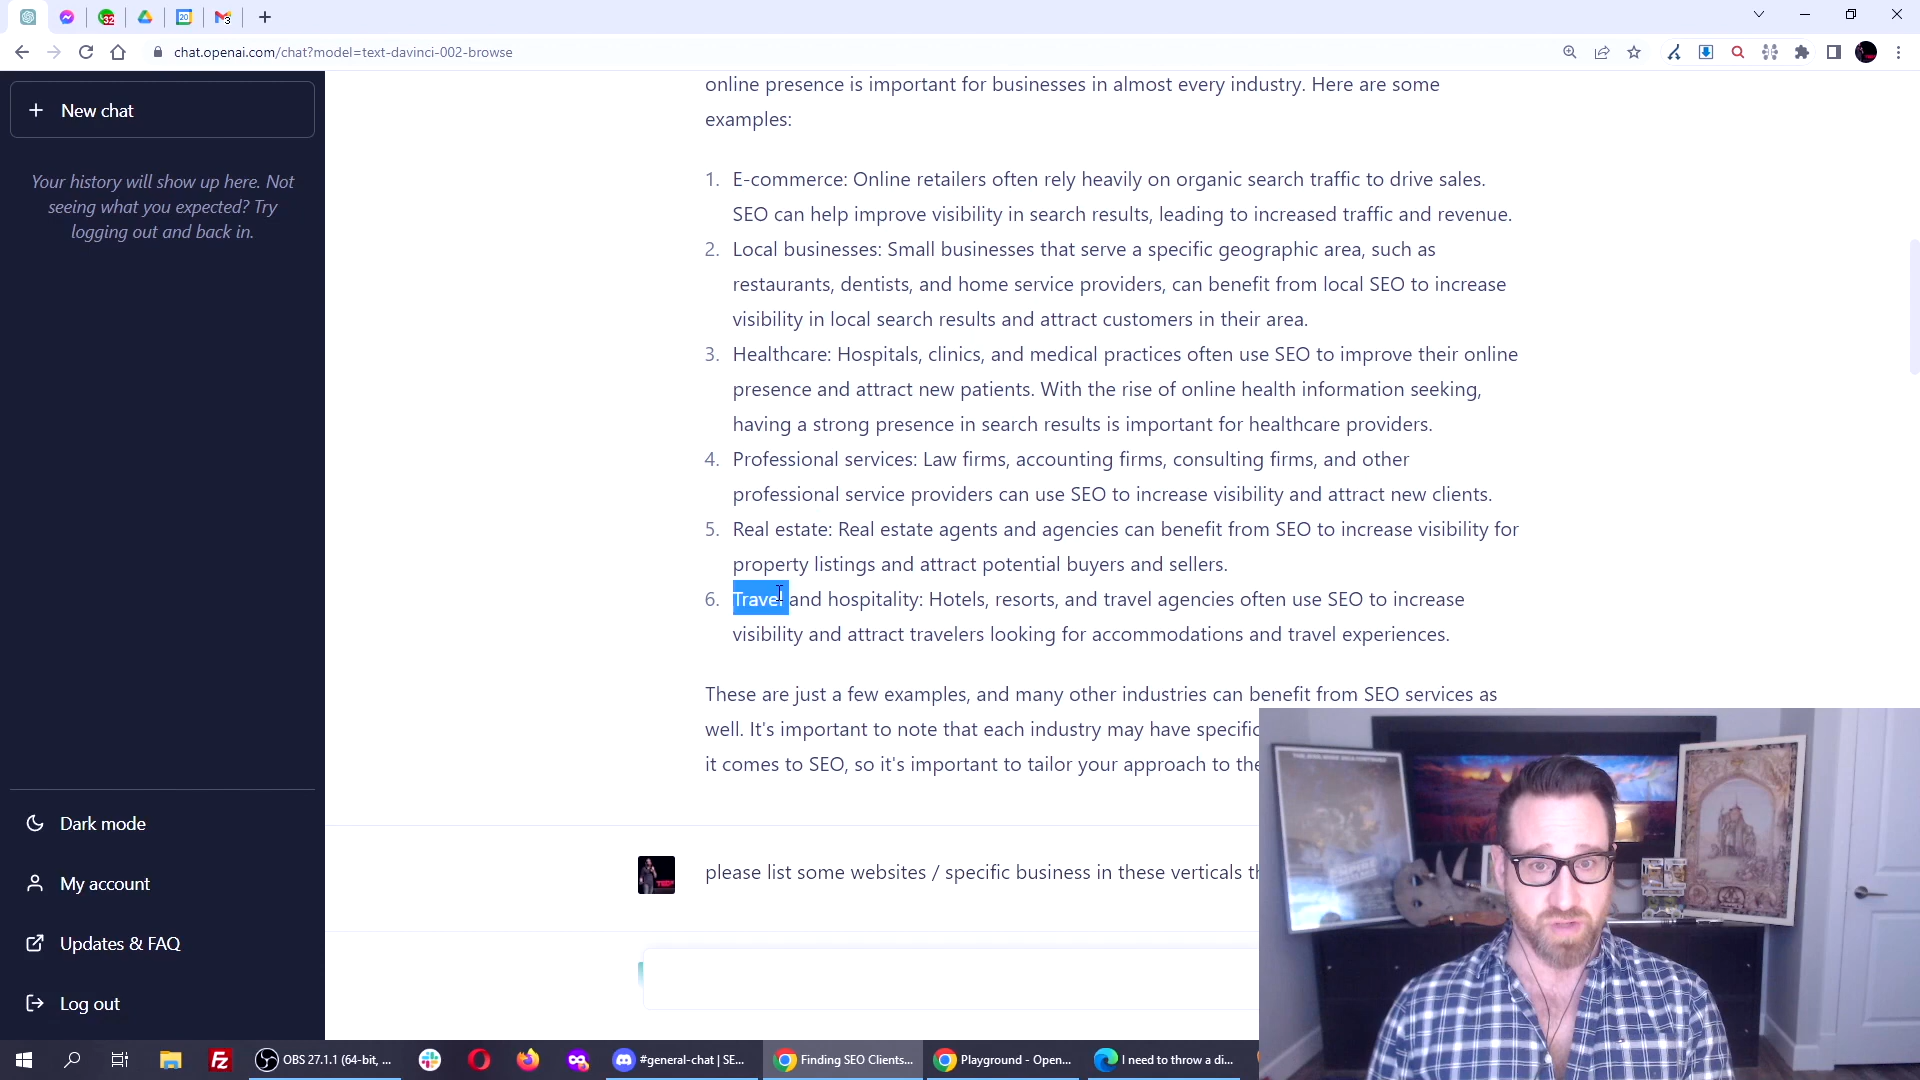 32
20
3
chat.openai.com/chat?model=text-davinci-002-browse
New chat
Your history will show up here. Not
seeing what you expected? Try
logging out and back in.
Dark mode
My account
Updates & FAQ
Log out
online presence is important for businesses in almost every industry. Here are some
examples:
1. E-commerce: Online retailers often rely heavily on organic search traffic to drive sales.
SEO can help improve visibility in search results, leading to increased traffic and revenue.
2. Local businesses: Small businesses that serve a specific geographic area, such as
restaurants, dentists, and home service providers, can benefit from local SEO to increase
visibility in local search results and attract customers in their area.
3. Healthcare: Hospitals, clinics, and medical practices often use SEO to improve their online
presence and attract new patients. With the rise of online health information seeking,
having a strong presence in search results is important for healthcare providers.
4. Professional services: Law firms, accounting firms, consulting firms, and other
professional service providers can use SEO to increase visibility and attract new clients.
5. Real estate: Real estate agents and agencies can benefit from SEO to increase visibility for
property listings and attract potential buyers and sellers.
6. Travel and hospitality: Hotels, resorts, and travel agencies often use SEO to increase
visibility and attract travelers looking for accommodations and travel experiences.
These are just a few examples, and many other industries can benefit from SEO services as
well. It's important to note that each industry may have specific
it comes to SEO, so it's important to tailor your approach to the
please list some websites / specific business in these verticals th
OBS 27.1.1 (64-bit, ...
#general-chat | SE...
Finding SEO Clients...
Playground - Open...
I need to throw a di...